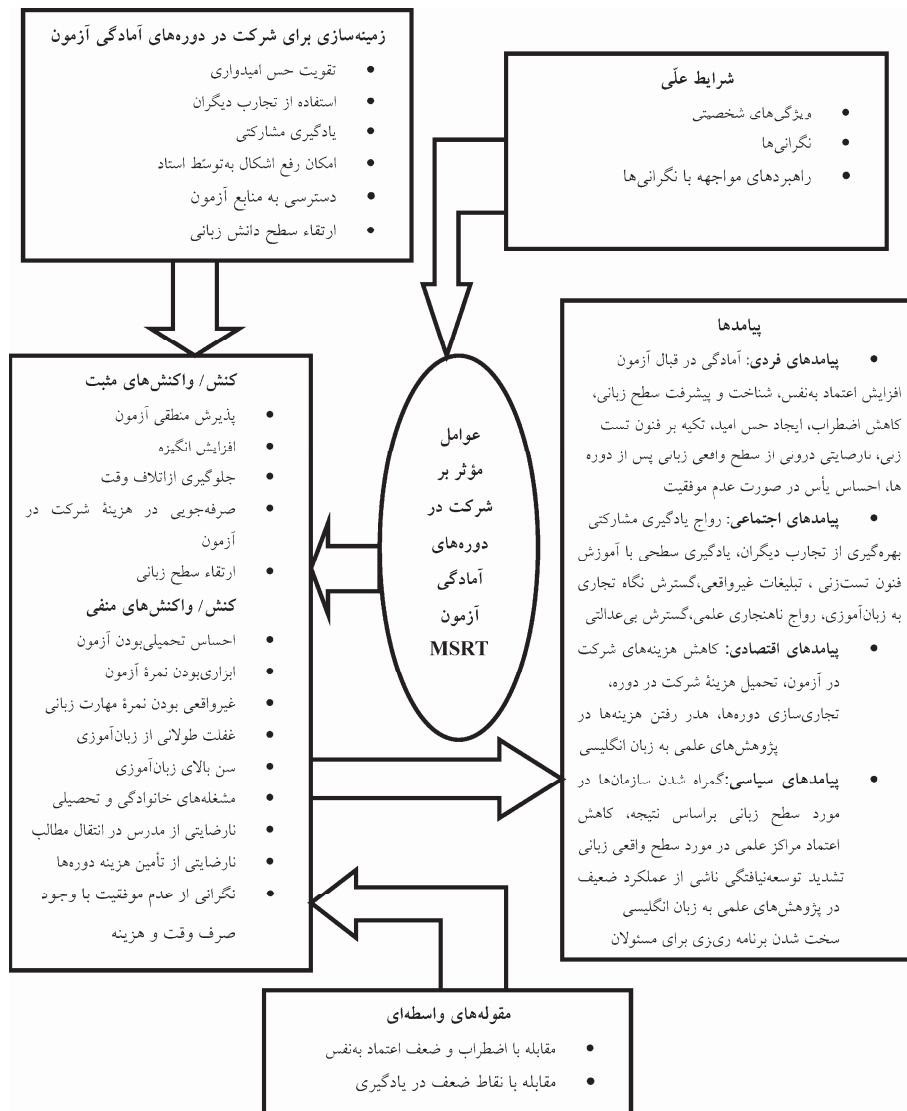 زمینه‌سازی برای شرکت در دوره‌های آمادگی آزمون
• تقویت حس امیدواری
• استفاده از تجارب دیگران
• یادگیری مشارکتی
• امکان رفع اشکال به‌توسّط استاد
• دسترسی به منابع آزمون
• ارتقاء سطح دانش زبانی
شرایط علّی
• ویژگی‌های شخصیتی
• نگرانی‌ها
• راهبردهای مواجهه با نگرانی‌ها
عوامل
مؤثر بر
شرکت در
دوره‌های
آمادگی
آزمون
MSRT
کنش/ واکنش‌های مثبت
• پذیرش منطقی آزمون
• افزایش انگیزه
• جلوگیری ازاتلاف وقت
• صرفه‌جویی در هزینۀ شرکت در
آزمون
• ارتقاء سطح زبانی
کنش/ واکنش‌های منفی
• احساس تحمیلی‌بودن آزمون
• ابزاری‌بودن نمرۀ آزمون
• غیرواقعی بودن نمرۀ مهارت زبانی
• غفلت طولانی از زبان‌آموزی
• سن بالای زبان‌آموزی
• مشغله‌های خانوادگی و تحصیلی
• نارضایتی از مدرس در انتقال مطالب
• نارضایتی از تأمین هزینه دوره‌ها
• نگرانی از عدم موفقیت با وجود
صرف وقت و هزینه
پیامدها
• پیامدهای فردی: آمادگی در قبال آزمون
افزایش اعتماد به‌نفس، شناخت و پیشرفت سطح زبانی،
کاهش اضطراب، ایجاد حس امید، تکیه بر فنون تست
زنی، نارضایتی درونی از سطح واقعی زبانی پس از دوره
ها، احساس یأس در صورت عدم موفقیت
• پیامدهای اجتماعی: رواج یادگیری مشارکتی
بهره‌گیری از تجارب دیگران، یادگیری سطحی با آموزش
فنون تست‌زنی ، تبلیغات غیرواقعی،گسترش نگاه تجاری
به زبان‌آموزی، رواج ناهنجاری علمی،گسترش بی‌عدالتی
• پیامدهای اقتصادی: کاهش هزینه‌های شرکت
در آزمون، تحمیل هزینۀ شرکت در دوره،
تجاری‌سازی دوره‌ها، هدر رفتن هزینه‌ها در
پژوهش‌های علمی به زبان انگلیسی
• پیامدهای سیاسی:گمراه شدن سازمان‌ها در
مورد سطح زبانی براساس نتیجه، کاهش
اعتماد مراکز علمی در مورد سطح واقعی زبانی
تشدید توسعه‌نیافتگی ناشی از عملکرد ضعیف
در پژوهش‌های علمی به زبان انگلیسی
سخت شدن برنامه ریزی برای مسئولان
مقوله‌های واسطه‌ای
• مقابله با اضطراب و ضعف اعتماد به‌نفس
• مقابله با نقاط ضعف در یادگیری